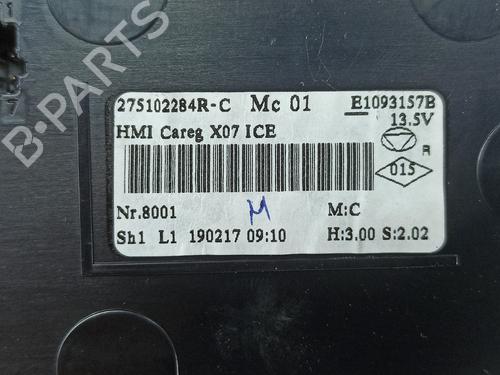 275102284R-C Mc 01 E1093157B
13.5V
HMI Careg X07 ICE
R
015
Nr.8001 M M:C
Sh1 L1 190217 09:10 H:3.00 S:2.02